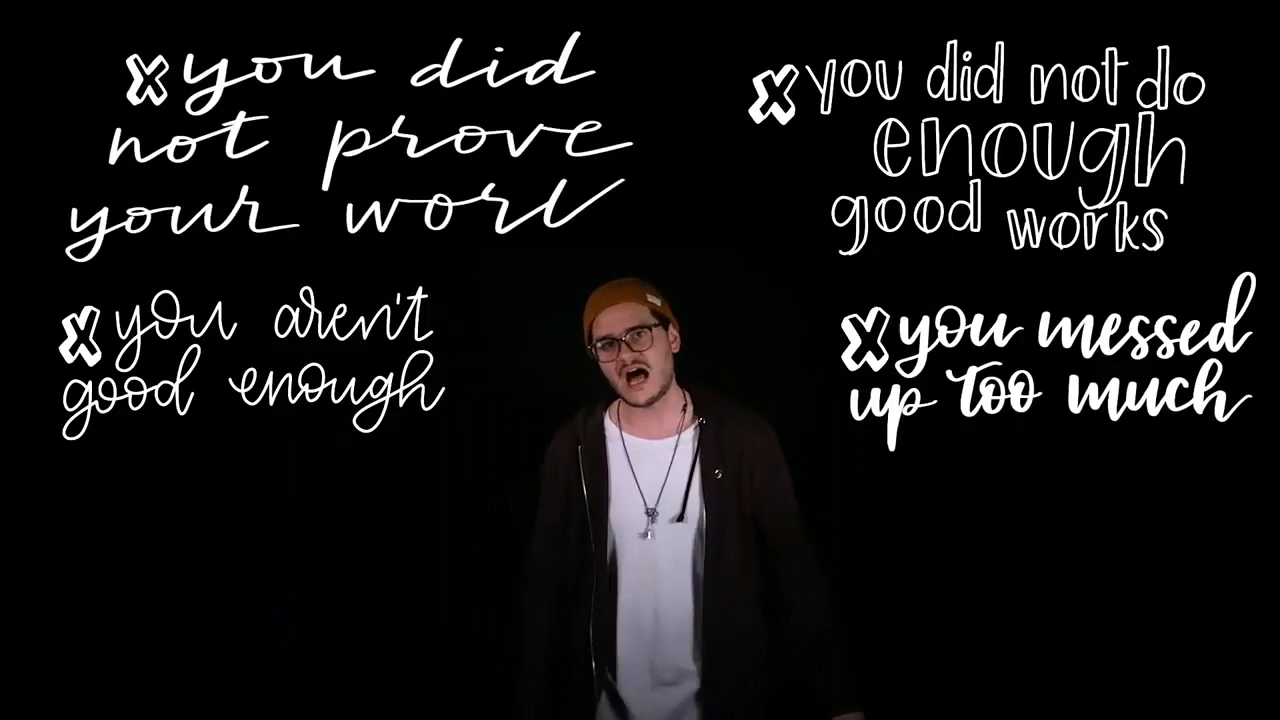 x you did
not prove
your worl
x you did not do
enough
good works
x you aren't
good enough
x you messed
up too much